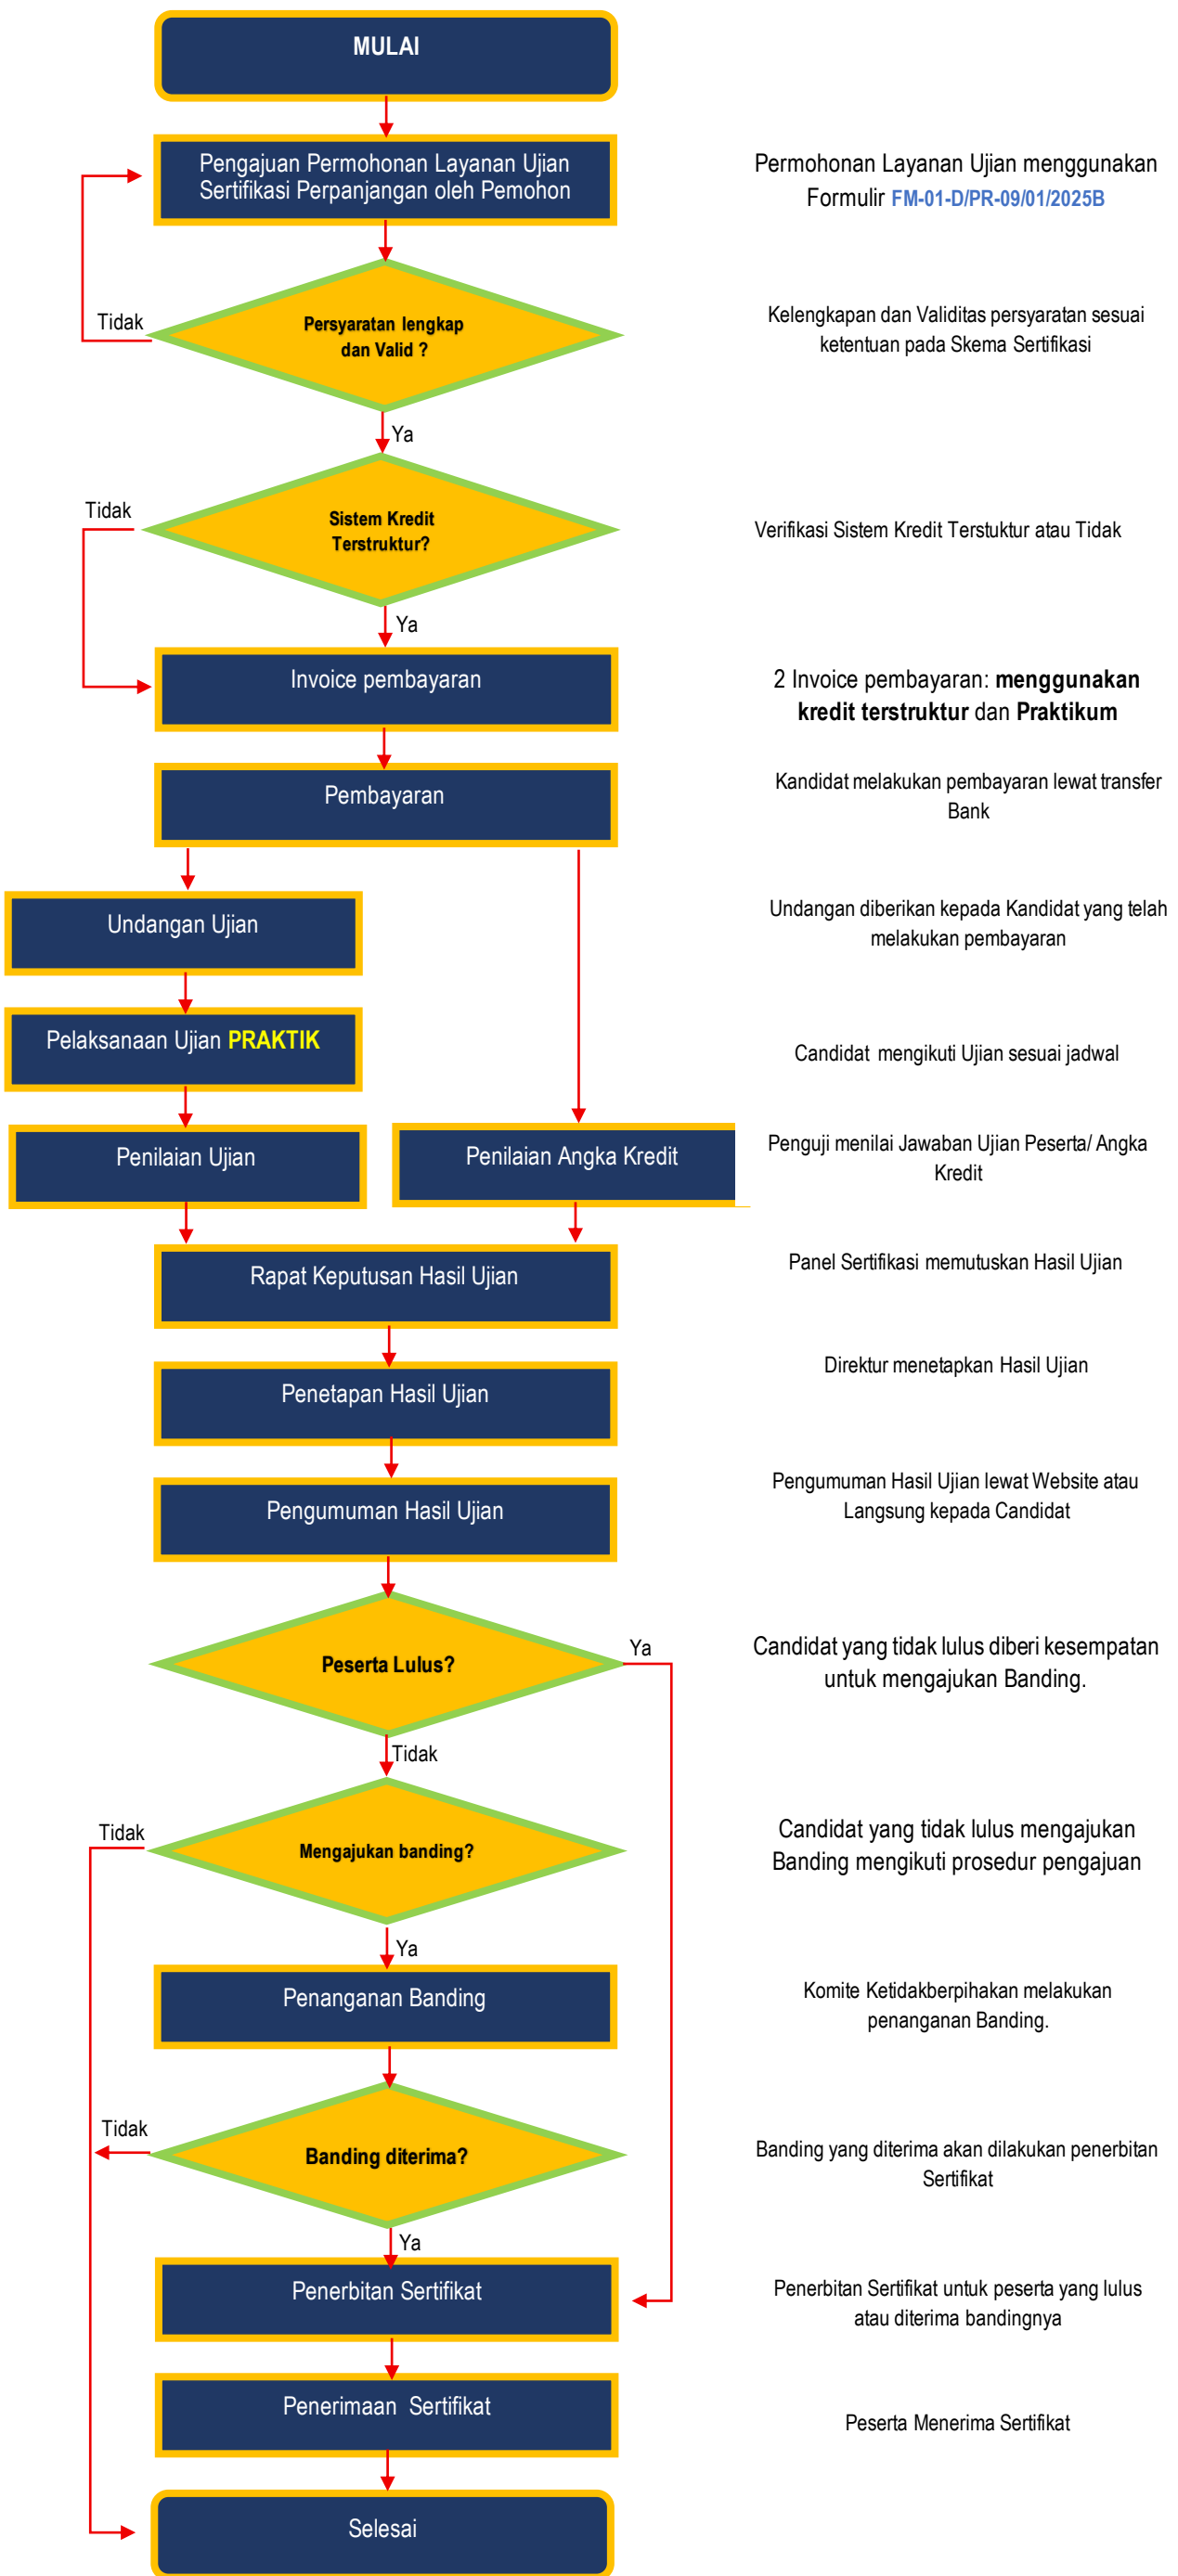 MULAI
Pengajuan Permohonan Layanan Ujian
Sertifikasi Perpanjangan oleh Pemohon
Permohonan Layanan Ujian menggunakan
Formulir FM-01-D/PR-09/01/2025B
Tidak
Persyaratan lengkap
dan Valid ?
Kelengkapan dan Validitas persyaratan sesuai
ketentuan pada Skema Sertifikasi
Ya
Tidak
Sistem Kredit
Terstruktur?
Verifikasi Sistem Kredit Terstuktur atau Tidak
Ya
Invoice pembayaran
2 Invoice pembayaran: menggunakan
kredit terstruktur dan Praktikum
Pembayaran
Kandidat melakukan pembayaran lewat transfer
Bank
Undangan Ujian
Undangan diberikan kepada Kandidat yang telah
melakukan pembayaran
Pelaksanaan Ujian PRAKTIK
Candidat mengikuti Ujian sesuai jadwal
Penilaian Ujian
Penilaian Angka Kredit
Penguji menilai Jawaban Ujian Peserta/ Angka
Kredit
Rapat Keputusan Hasil Ujian
Panel Sertifikasi memutuskan Hasil Ujian
Penetapan Hasil Ujian
Direktur menetapkan Hasil Ujian
Pengumuman Hasil Ujian
Pengumuman Hasil Ujian lewat Website atau
Langsung kepada Candidat
Peserta Lulus?
Ya
Candidat yang tidak lulus diberi kesempatan
untuk mengajukan Banding.
Tidak
Tidak
Mengajukan banding?
Candidat yang tidak lulus mengajukan
Banding mengikuti prosedur pengajuan
Ya
Penanganan Banding
Komite Ketidakberpihakan melakukan
penanganan Banding.
Tidak
Banding diterima?
Banding yang diterima akan dilakukan penerbitan
Sertifikat
Ya
Penerbitan Sertifikat
Penerbitan Sertifikat untuk peserta yang lulus
atau diterima bandingnya
Penerimaan Sertifikat
Peserta Menerima Sertifikat
Selesai